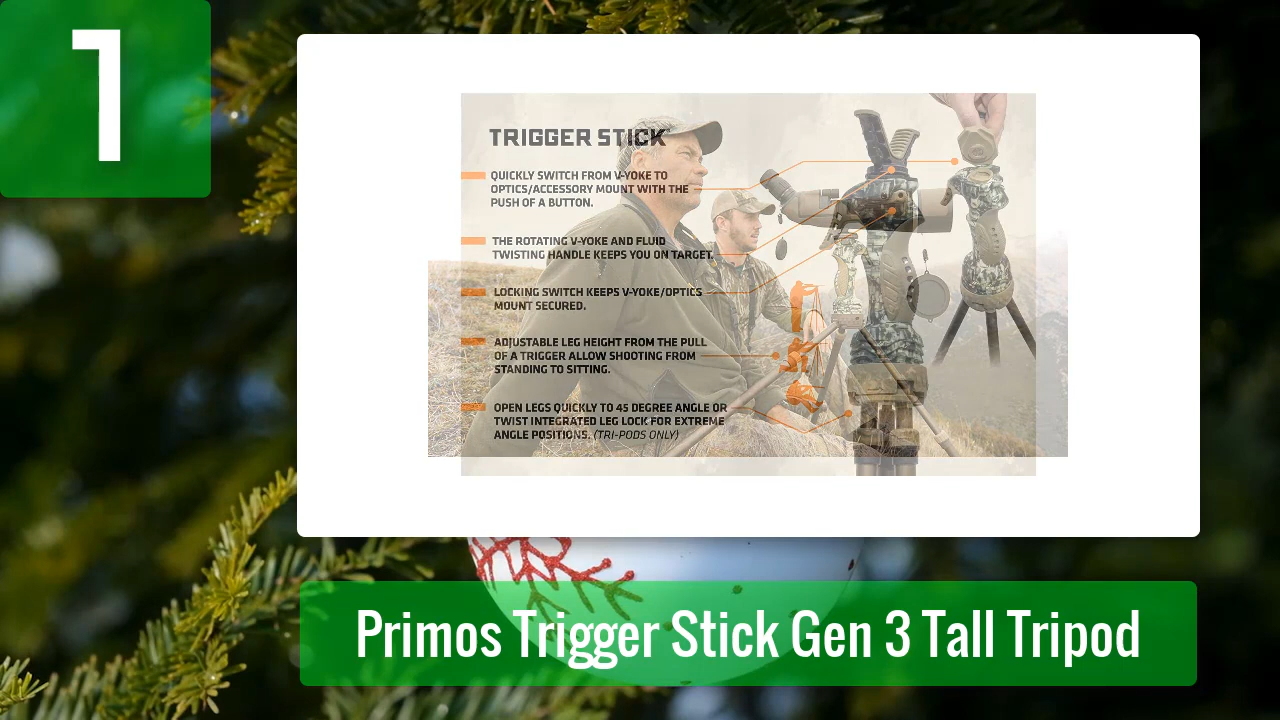 1
TRIGGER STICK
QUICKLY SWITCH FROM V-YOKE TO
OPTICS/ACCESSORY MOUNT WITH THE
PUSH OF A BUTTON.
THE ROTATING V-YOKE AND FLUID
TWISTING HANDLE KEEPS YOU ON TARGET.
LOCKING SWITCH KEEPS V-YOKE/OPTICS
MOUNT SECURED.
ADJUSTABLE LEG HEIGHT FROM THE PULL
OF A TRIGGER ALLOW SHOOTING FROM
STANDING TO SITTING.
OPEN LEGS QUICKLY TO 45 DEGREE ANGLE OR
TWIST INTEGRATED LEG LOCK FOR EXTREME
ANGLE POSITIONS. (TRI-PODS ONLY)
Primos Trigger Stick Gen 3 Tall Tripod